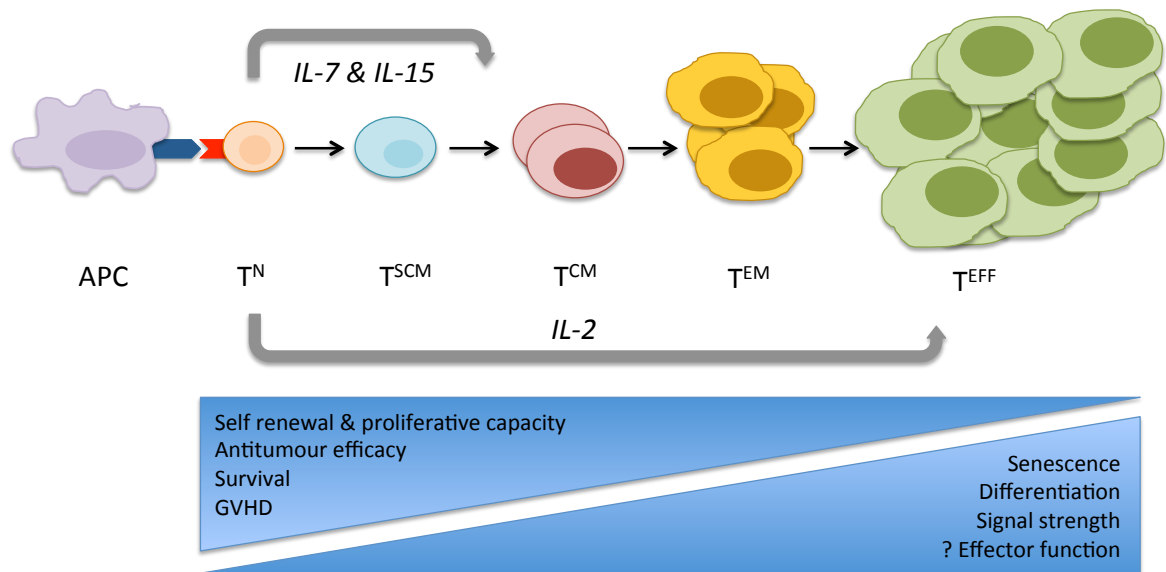 IL-7 & IL-15
APC
T^N
T^SCM
T^CM
T^EM
T^EFF
IL-2
Self renewal & proliferative capacity
Antitumour efficacy
Survival
GVHD
Senescence
Differentiation
Signal strength
? Effector function